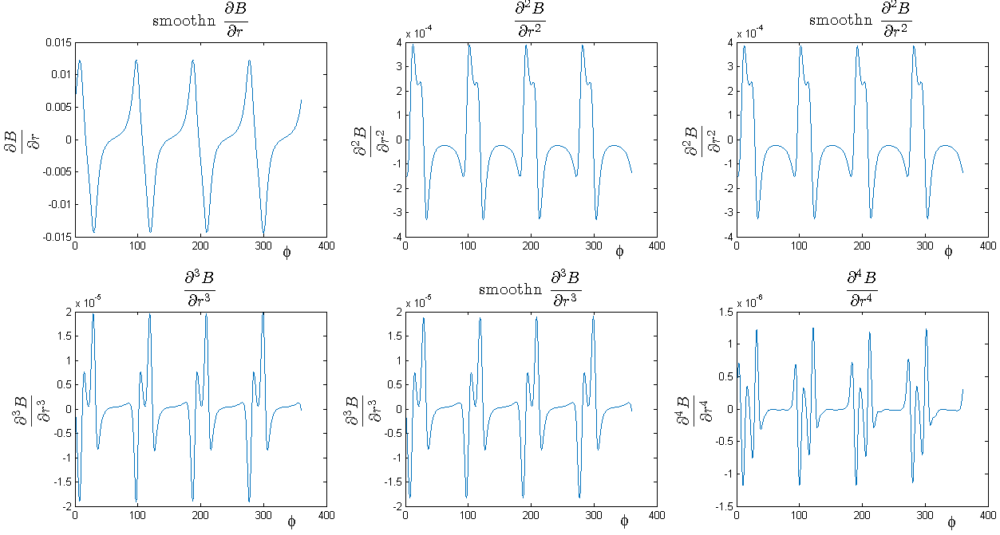 smoothn ∂B/∂r
∂B/∂r
0.015
0.01
0.005
0
-0.005
-0.01
-0.015
0 100 200 300 400
ϕ
∂²B/∂r²
x 10⁻⁴
∂²B/∂r²
4
3
2
1
0
-1
-2
-3
-4
0 100 200 300 400
ϕ
smoothn ∂²B/∂r²
x 10⁻⁴
∂²B/∂r²
4
3
2
1
0
-1
-2
-3
-4
0 100 200 300 400
ϕ
∂³B/∂r³
x 10⁻⁵
∂³B/∂r³
2
1.5
1
0.5
0
-0.5
-1
-1.5
-2
0 100 200 300 400
ϕ
smoothn ∂³B/∂r³
x 10⁻⁵
∂³B/∂r³
2
1.5
1
0.5
0
-0.5
-1
-1.5
-2
0 100 200 300 400
ϕ
∂⁴B/∂r⁴
x 10⁻⁶
∂⁴B/∂r⁴
1.5
1
0.5
0
-0.5
-1
-1.5
0 100 200 300 400
ϕ